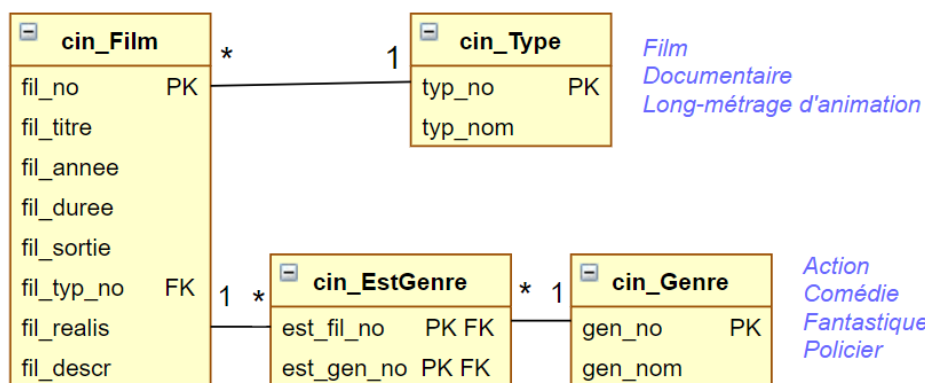 cin_Film
fil_no PK
fil_titre
fil_annee
fil_duree
fil_sortie
fil_typ_no FK
fil_realis
fil_descr
* 1
cin_Type
typ_no PK
typ_nom
Film
Documentaire
Long-métrage d'animation
1 *
cin_EstGenre
est_fil_no PK FK
est_gen_no PK FK
* 1
cin_Genre
gen_no PK
gen_nom
Action
Comédie
Fantastique
Policier